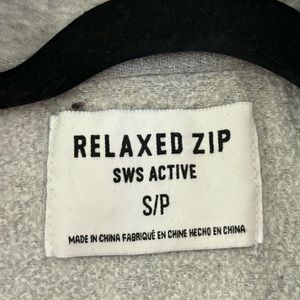 RELAXED ZIP
SWS ACTIVE
S/P
MADE IN CHINA FABRIQUÉ EN CHINE HECHO EN CHINA